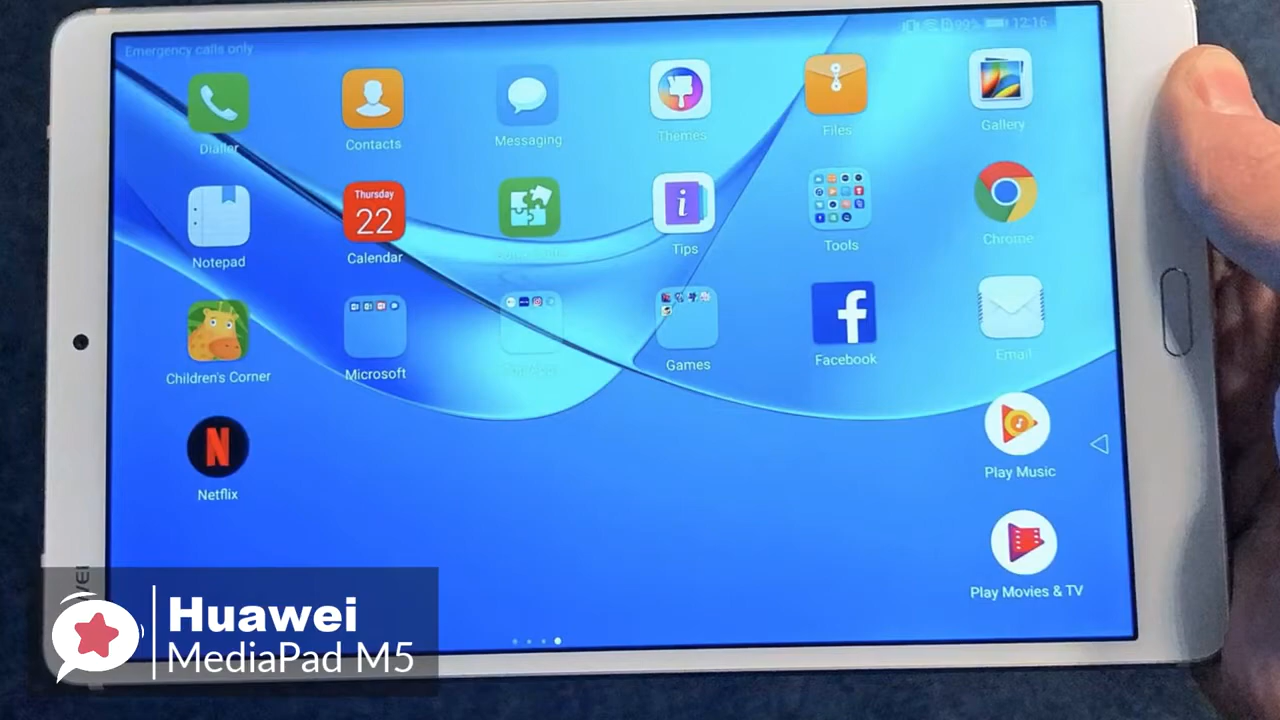 Emergency calls only
99% 12:16
Dialler
Contacts
Messaging
Themes
Files
Gallery
Thursday
22
i
Notepad
Calendar
Tips
Tools
Chrome
f
Children's Corner
Microsoft
Games
Facebook
Email
N
Netflix
Play Music
Play Movies & TV
Huawei
MediaPad M5